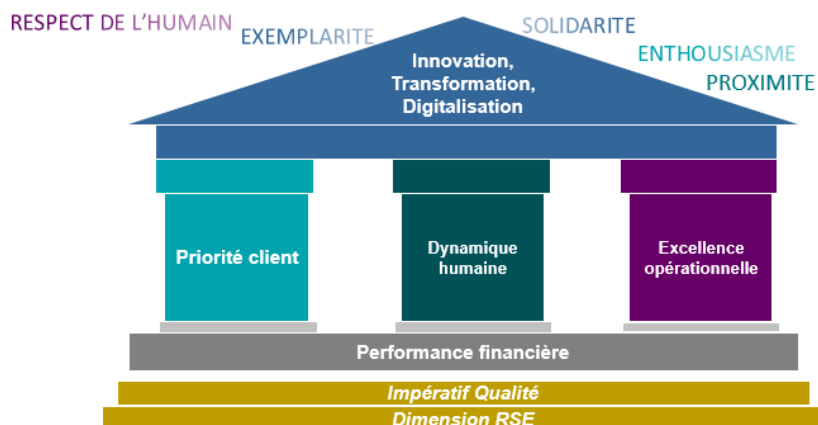 RESPECT DE L'HUMAIN
EXEMPLARITE
SOLIDARITE
ENTHOUSIASME
PROXIMITE
Innovation,
Transformation,
Digitalisation
Priorité client
Dynamique
humaine
Excellence
opérationnelle
Performance financière
Impératif Qualité
Dimension RSE